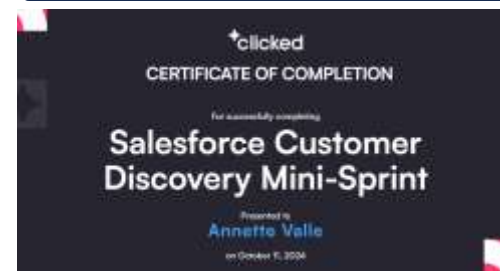 clicked
CERTIFICATE OF COMPLETION
For successfully completing
Salesforce Customer
Discovery Mini-Sprint
Presented to
Annette Valle
on October 11, 2024